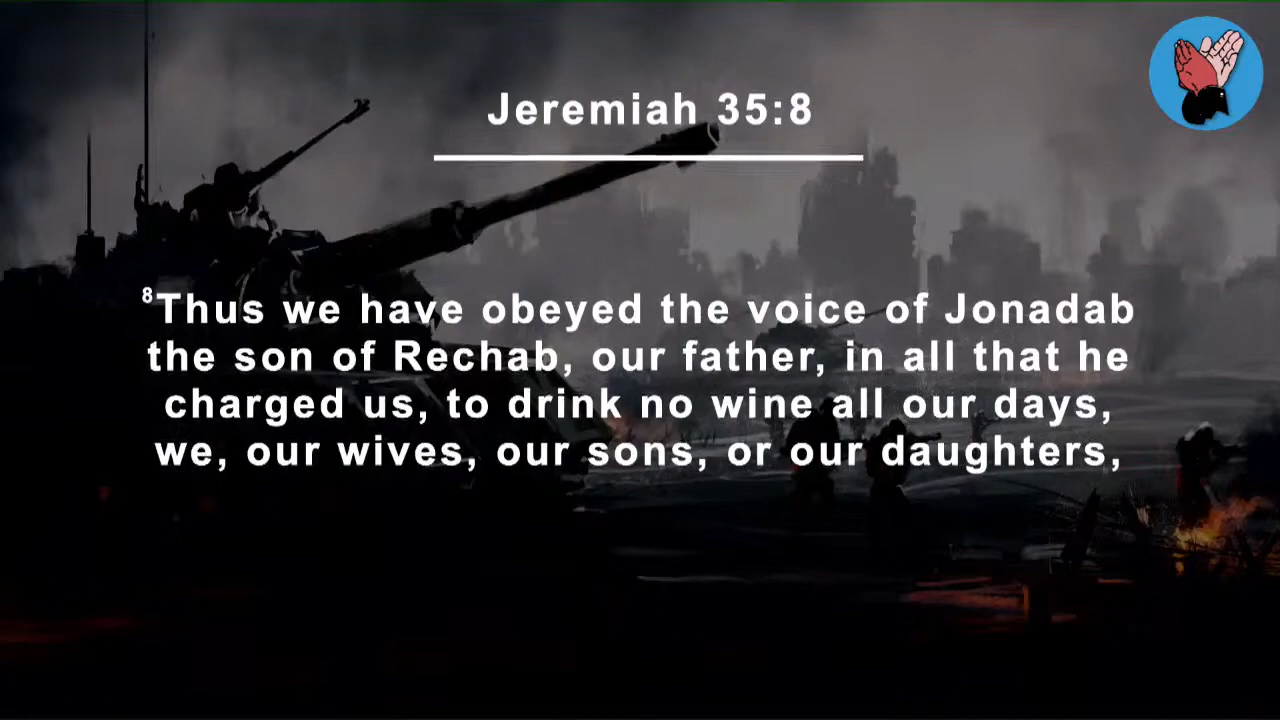 Jeremiah 35:8
⁸Thus we have obeyed the voice of Jonadab
the son of Rechab, our father, in all that he
charged us, to drink no wine all our days,
we, our wives, our sons, or our daughters,